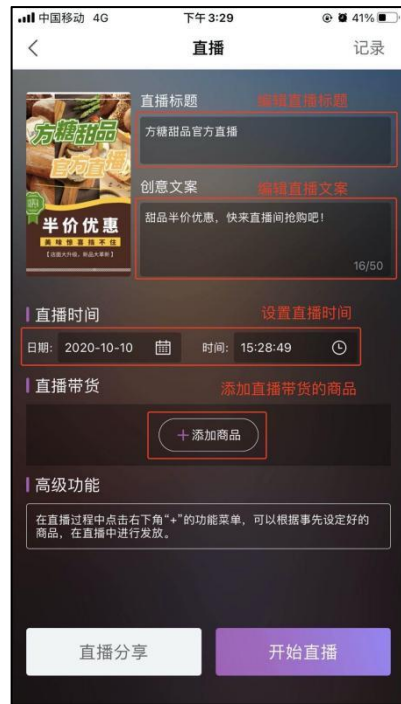 中国移动 4G 下午3:29 41%
直播 记录
方糖甜品
官方直播
半价优惠
美味惊喜挡不住
直播标题 编辑直播标题
方糖甜品官方直播
创意文案 编辑直播文案
甜品半价优惠，快来直播间抢购吧！
16/50
直播时间 设置直播时间
日期: 2020-10-10 时间: 15:28:49
直播带货 添加直播带货的商品
+添加商品
高级功能
在直播过程中点击右下角“+”的功能菜单，可以根据事先设定好的
商品，在直播中进行发放。
直播分享 开始直播